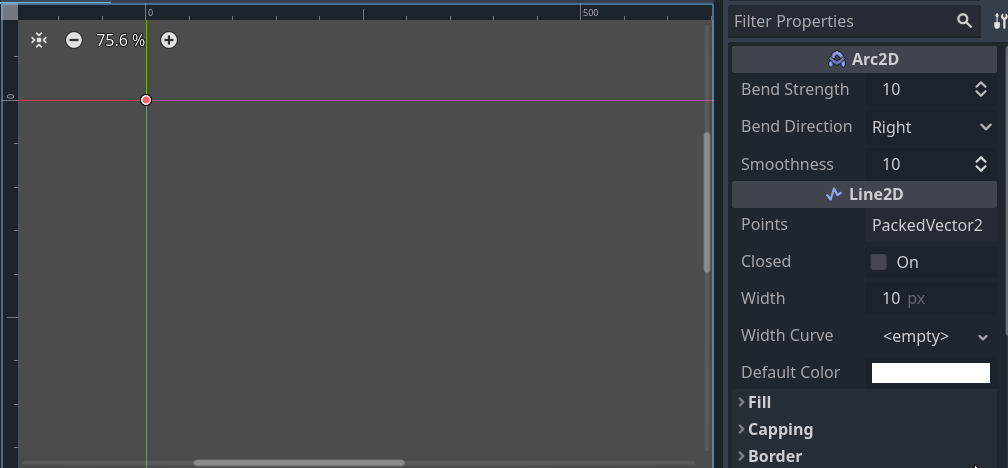 0
500
75.6 %
0
Filter Properties
Arc2D
Bend Strength 10
Bend Direction Right
Smoothness 10
Line2D
Points PackedVector2
Closed On
Width 10 px
Width Curve <empty>
Default Color
Fill
Capping
Border